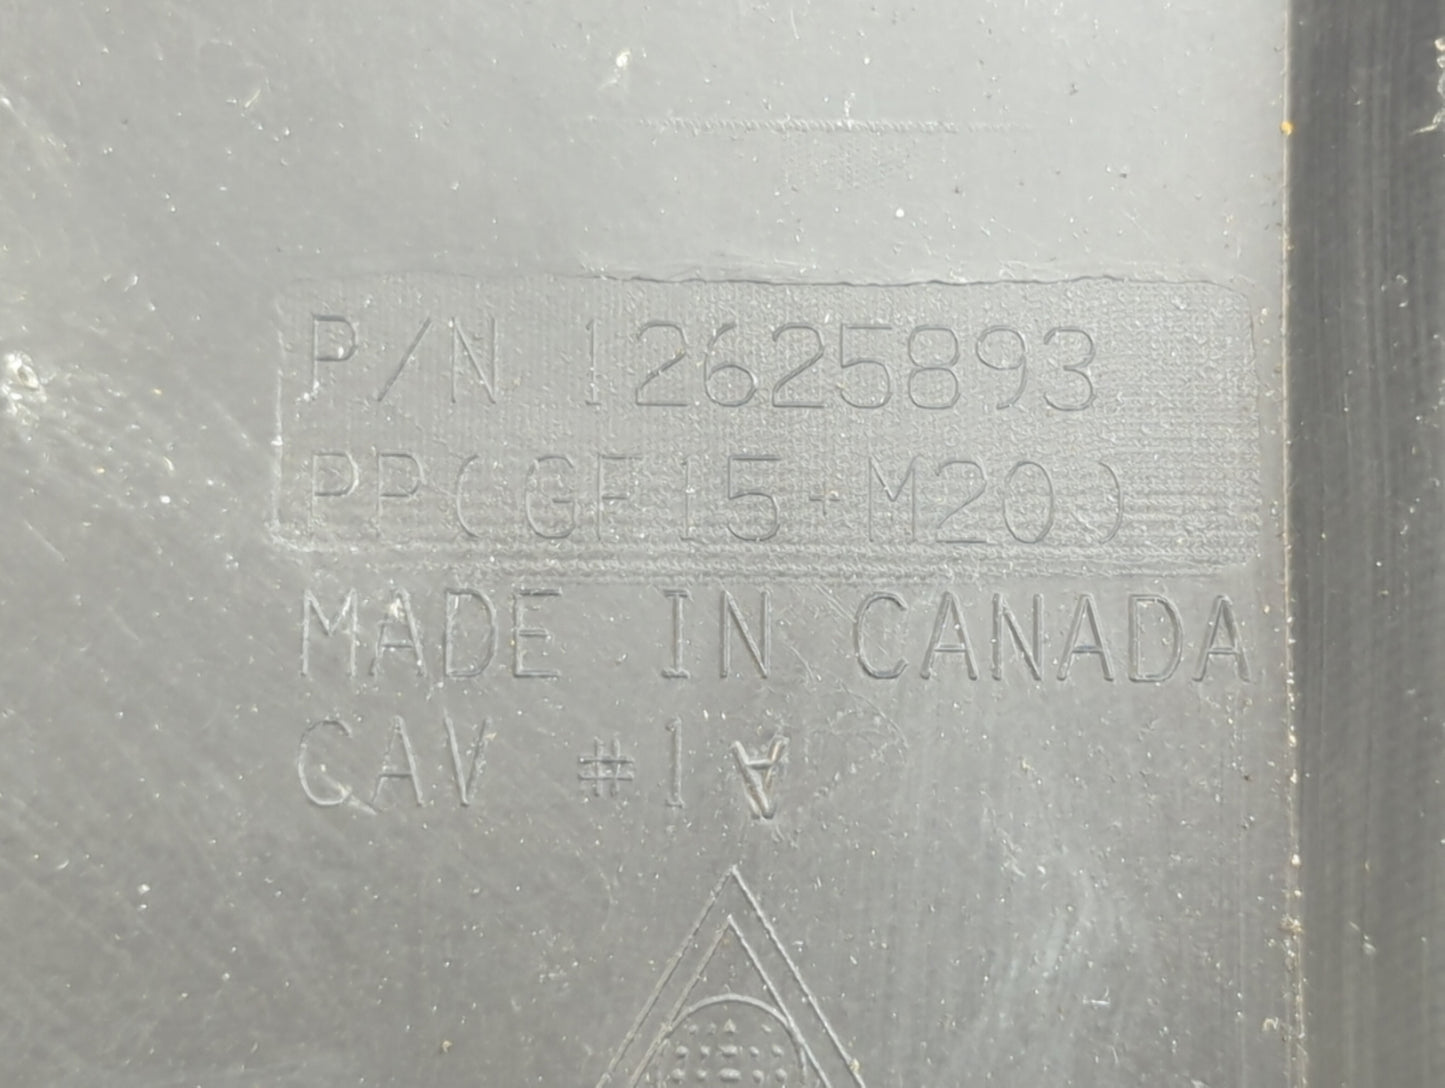 P/N 12625893
PP(GF15+M20)
MADE IN CANADA
CAV #1A